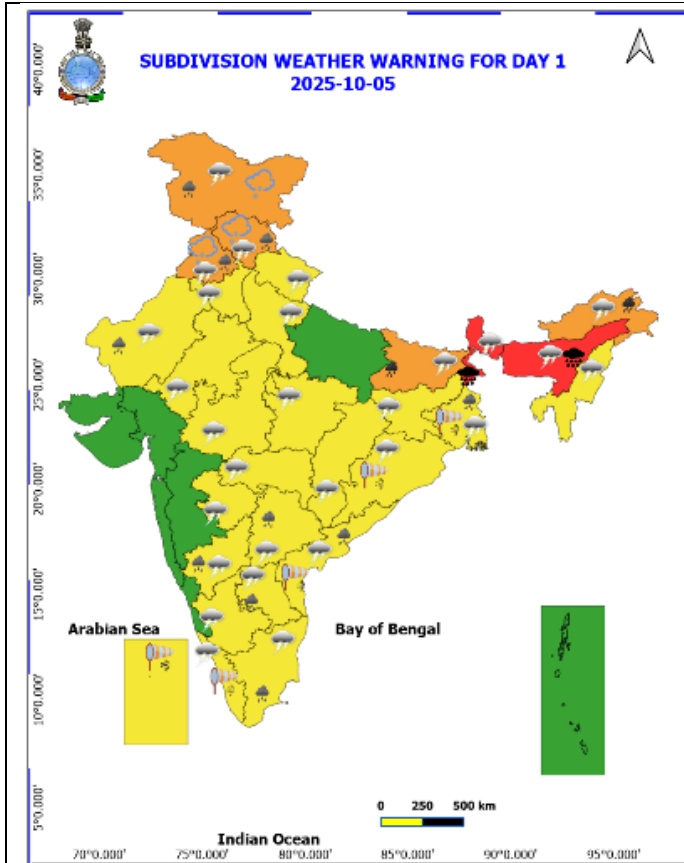 SUBDIVISION WEATHER WARNING FOR DAY 1
2025-10-05
40°0.000'
35°0.000'
30°0.000'
25°0.000'
20°0.000'
15°0.000'
10°0.000'
5°0.000'
Arabian Sea
Bay of Bengal
0 250 500 km
Indian Ocean
70°0.000' 75°0.000' 80°0.000' 85°0.000' 90°0.000' 95°0.000'